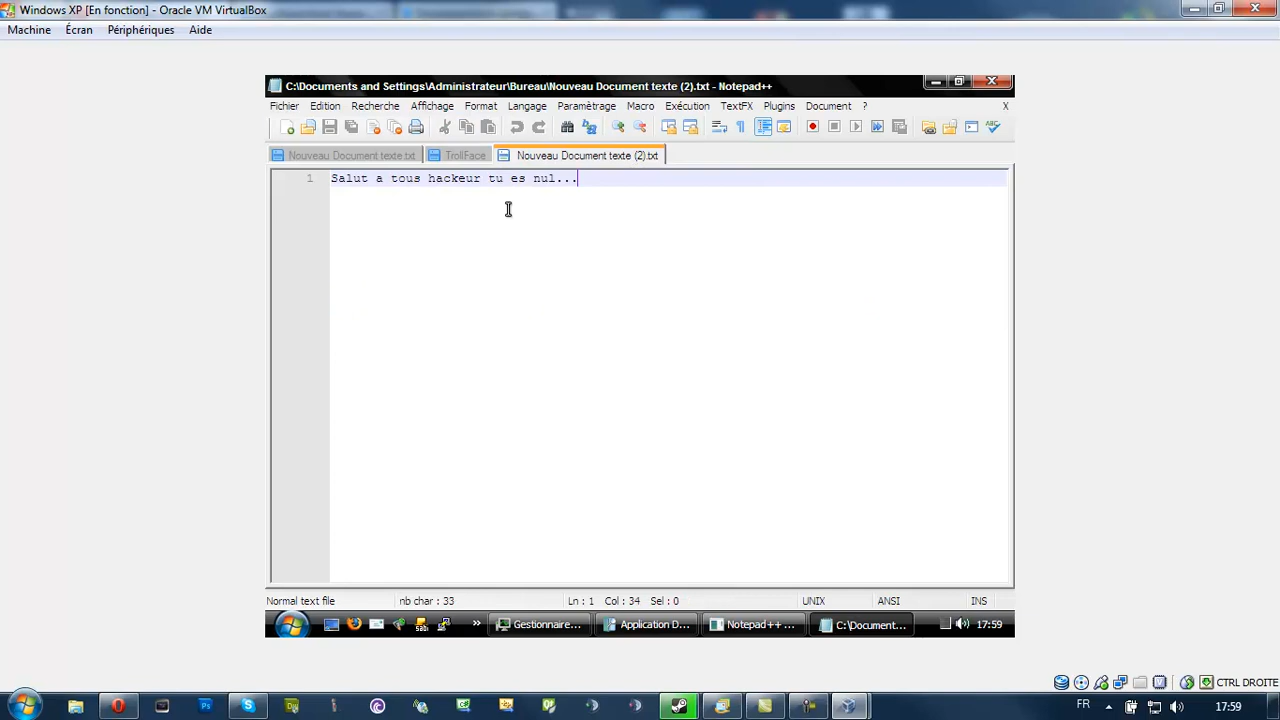 Windows XP [En fonction] - Oracle VM VirtualBox
Machine Écran Périphériques Aide
C:\Documents and Settings\Administrateur\Bureau\Nouveau Document texte (2).txt - Notepad++
Fichier Edition Recherche Affichage Format Langage Paramètrage Macro Exécution TextFX Plugins Document ? X
Nouveau Document texte.txt TrollFace Nouveau Document texte (2).txt
1 Salut a tous hackeur tu es nul...
Normal text file nb char : 33 Ln : 1 Col : 34 Sel : 0 UNIX ANSI INS
» Gestionnaire... Application D... Notepad++ ... C:\Document... 17:59
CTRL DROITE
FR 17:59